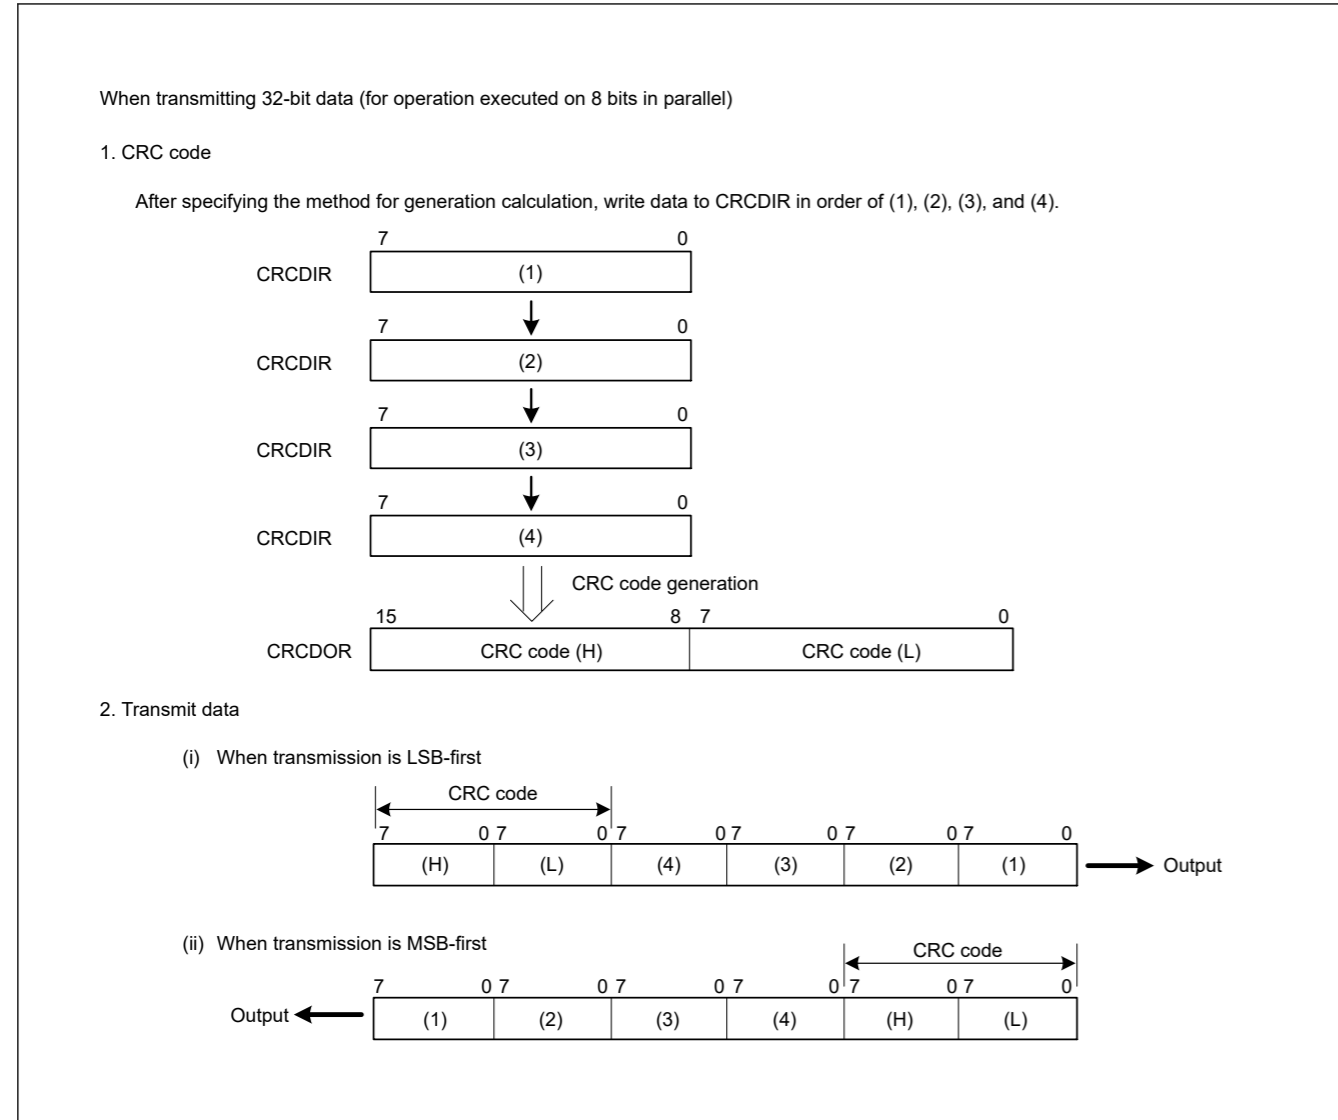 When transmitting 32-bit data (for operation executed on 8 bits in parallel)
1. CRC code
After specifying the method for generation calculation, write data to CRCDIR in order of (1), (2), (3), and (4).
7 0
CRCDIR (1)
7 0
CRCDIR (2)
7 0
CRCDIR (3)
7 0
CRCDIR (4)
CRC code generation
15 8 7 0
CRCDOR CRC code (H) CRC code (L)
2. Transmit data
(i) When transmission is LSB-first
CRC code
7 0 7 0 7 0 7 0 7 0 7 0
(H) (L) (4) (3) (2) (1) Output
(ii) When transmission is MSB-first
CRC code
7 0 7 0 7 0 7 0 7 0 7 0
Output (1) (2) (3) (4) (H) (L)